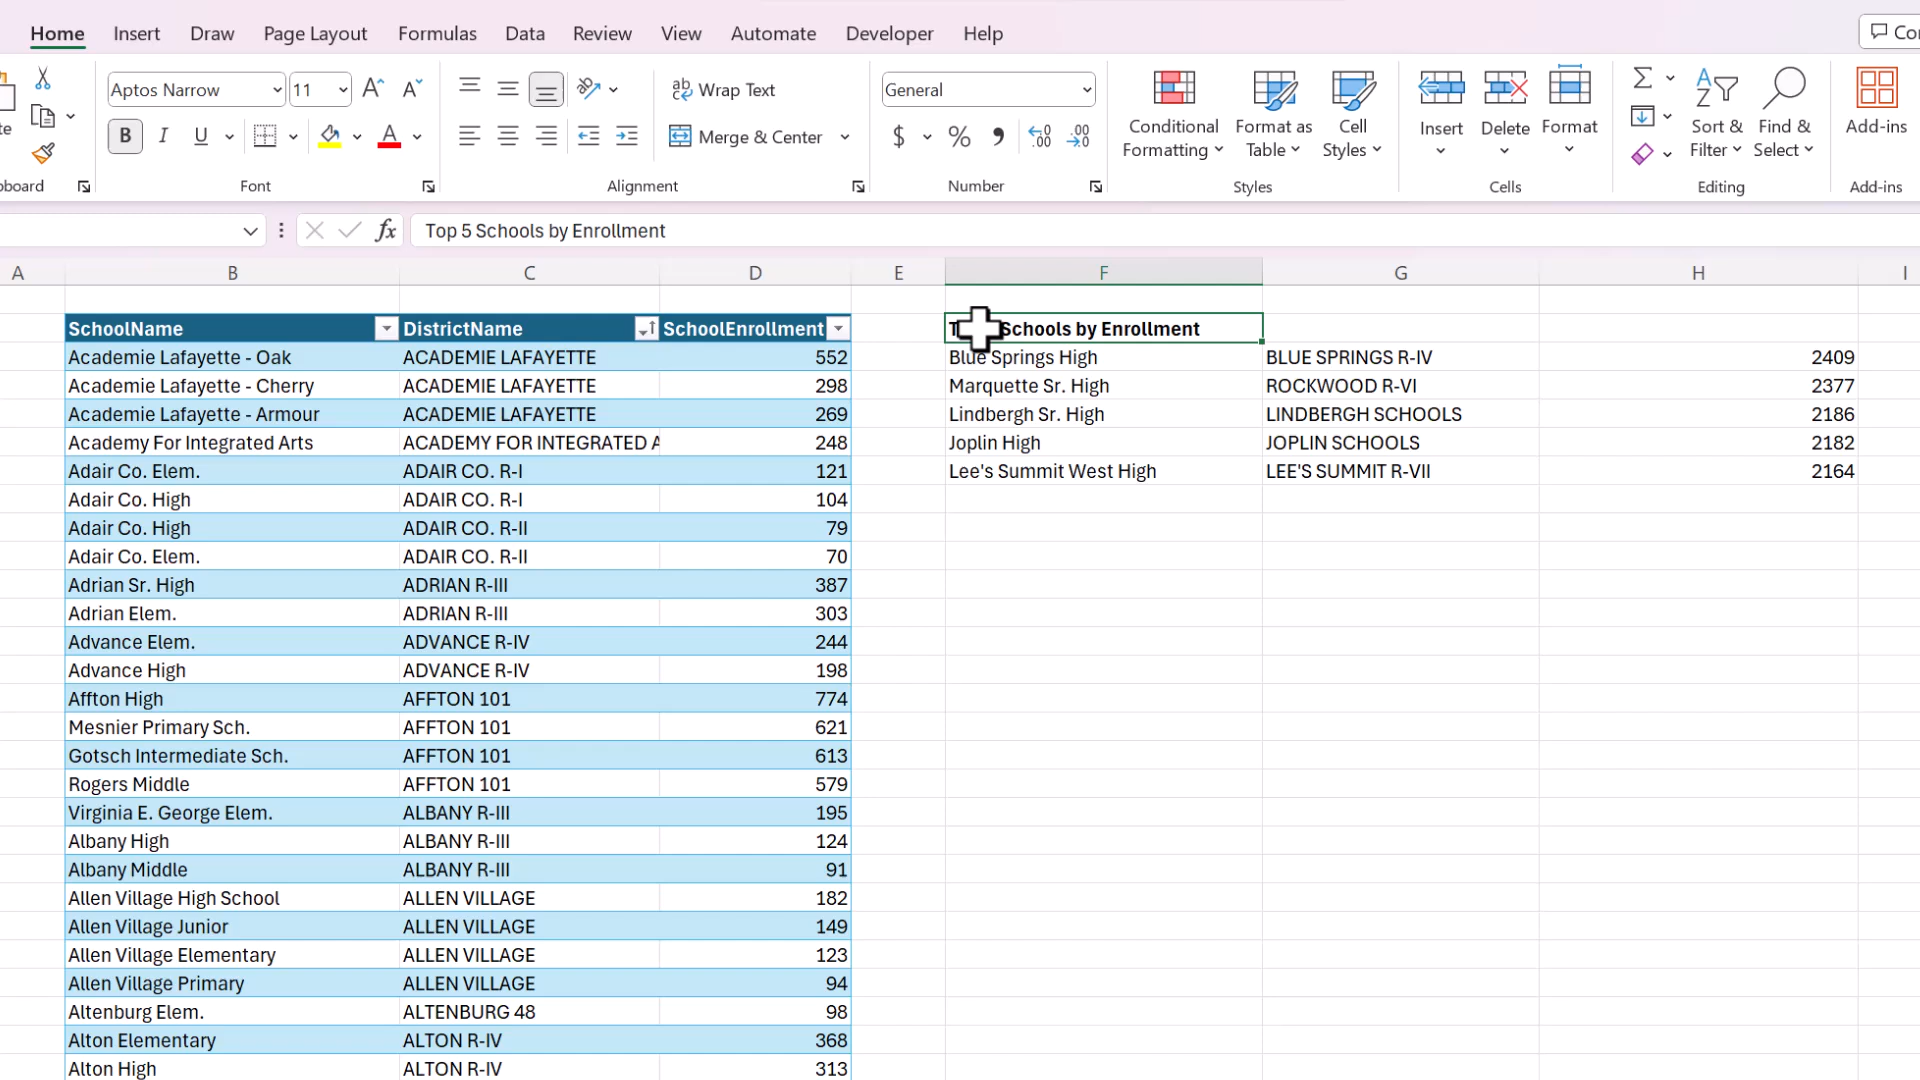 Home Insert Draw Page Layout Formulas Data Review View Automate Developer Help
Aptos Narrow 11 Wrap Text General
B I U Merge & Center $ %
Conditional Formatting Format as Table Cell Styles Insert Delete Format Sort & Filter Find & Select Add-ins
Font Alignment Number Styles Cells Editing Add-ins
fx Top 5 Schools by Enrollment
A B C D E F G H I
SchoolName DistrictName SchoolEnrollment Schools by Enrollment
Academie Lafayette - Oak ACADEMIE LAFAYETTE 552 Blue Springs High BLUE SPRINGS R-IV 2409
Academie Lafayette - Cherry ACADEMIE LAFAYETTE 298 Marquette Sr. High ROCKWOOD R-VI 2377
Academie Lafayette - Armour ACADEMIE LAFAYETTE 269 Lindbergh Sr. High LINDBERGH SCHOOLS 2186
Academy For Integrated Arts ACADEMY FOR INTEGRATED A 248 Joplin High JOPLIN SCHOOLS 2182
Adair Co. Elem. ADAIR CO. R-I 121 Lee's Summit West High LEE'S SUMMIT R-VII 2164
Adair Co. High ADAIR CO. R-I 104
Adair Co. High ADAIR CO. R-II 79
Adair Co. Elem. ADAIR CO. R-II 70
Adrian Sr. High ADRIAN R-III 387
Adrian Elem. ADRIAN R-III 303
Advance Elem. ADVANCE R-IV 244
Advance High ADVANCE R-IV 198
Affton High AFFTON 101 774
Mesnier Primary Sch. AFFTON 101 621
Gotsch Intermediate Sch. AFFTON 101 613
Rogers Middle AFFTON 101 579
Virginia E. George Elem. ALBANY R-III 195
Albany High ALBANY R-III 124
Albany Middle ALBANY R-III 91
Allen Village High School ALLEN VILLAGE 182
Allen Village Junior ALLEN VILLAGE 149
Allen Village Elementary ALLEN VILLAGE 123
Allen Village Primary ALLEN VILLAGE 94
Altenburg Elem. ALTENBURG 48 98
Alton Elementary ALTON R-IV 368
Alton High ALTON R-IV 313